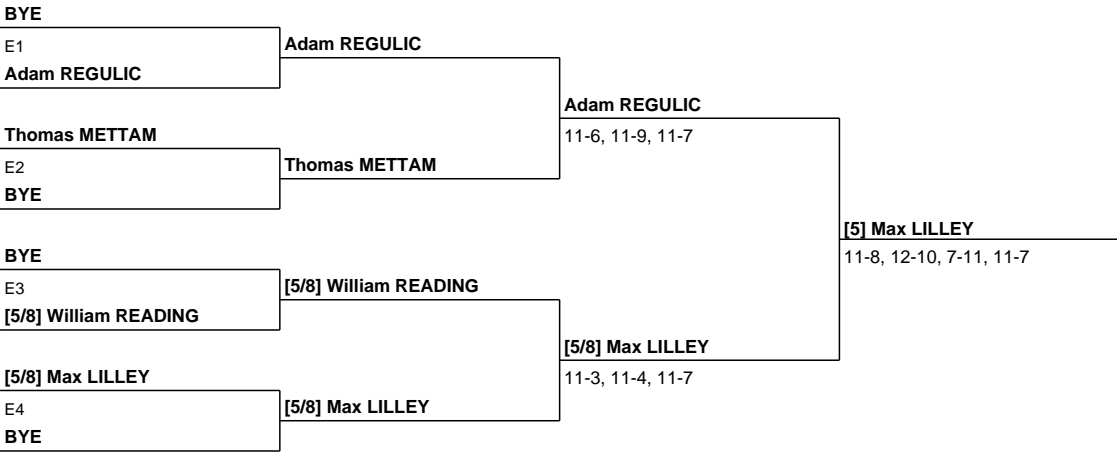 BYE
E1
Adam REGULIC
Thomas METTAM
E2
BYE
BYE
E3
[5/8] William READING
[5/8] Max LILLEY
E4
BYE
Adam REGULIC
Thomas METTAM
[5/8] William READING
[5/8] Max LILLEY
Adam REGULIC
11-6, 11-9, 11-7
[5/8] Max LILLEY
11-3, 11-4, 11-7
[5] Max LILLEY
11-8, 12-10, 7-11, 11-7